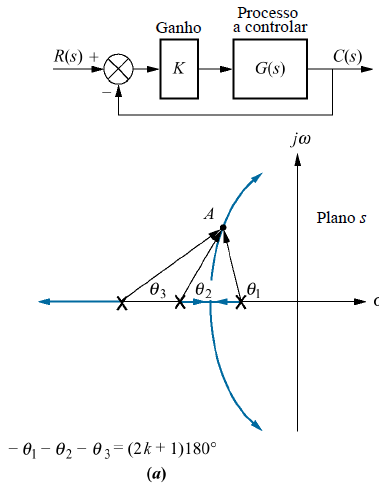 Processo
Ganho a controlar
R(s) + K G(s) C(s)
−
jω
A
Plano s
θ3 θ2 θ1
− θ1 − θ2 − θ3 = (2k + 1)180°
(a)